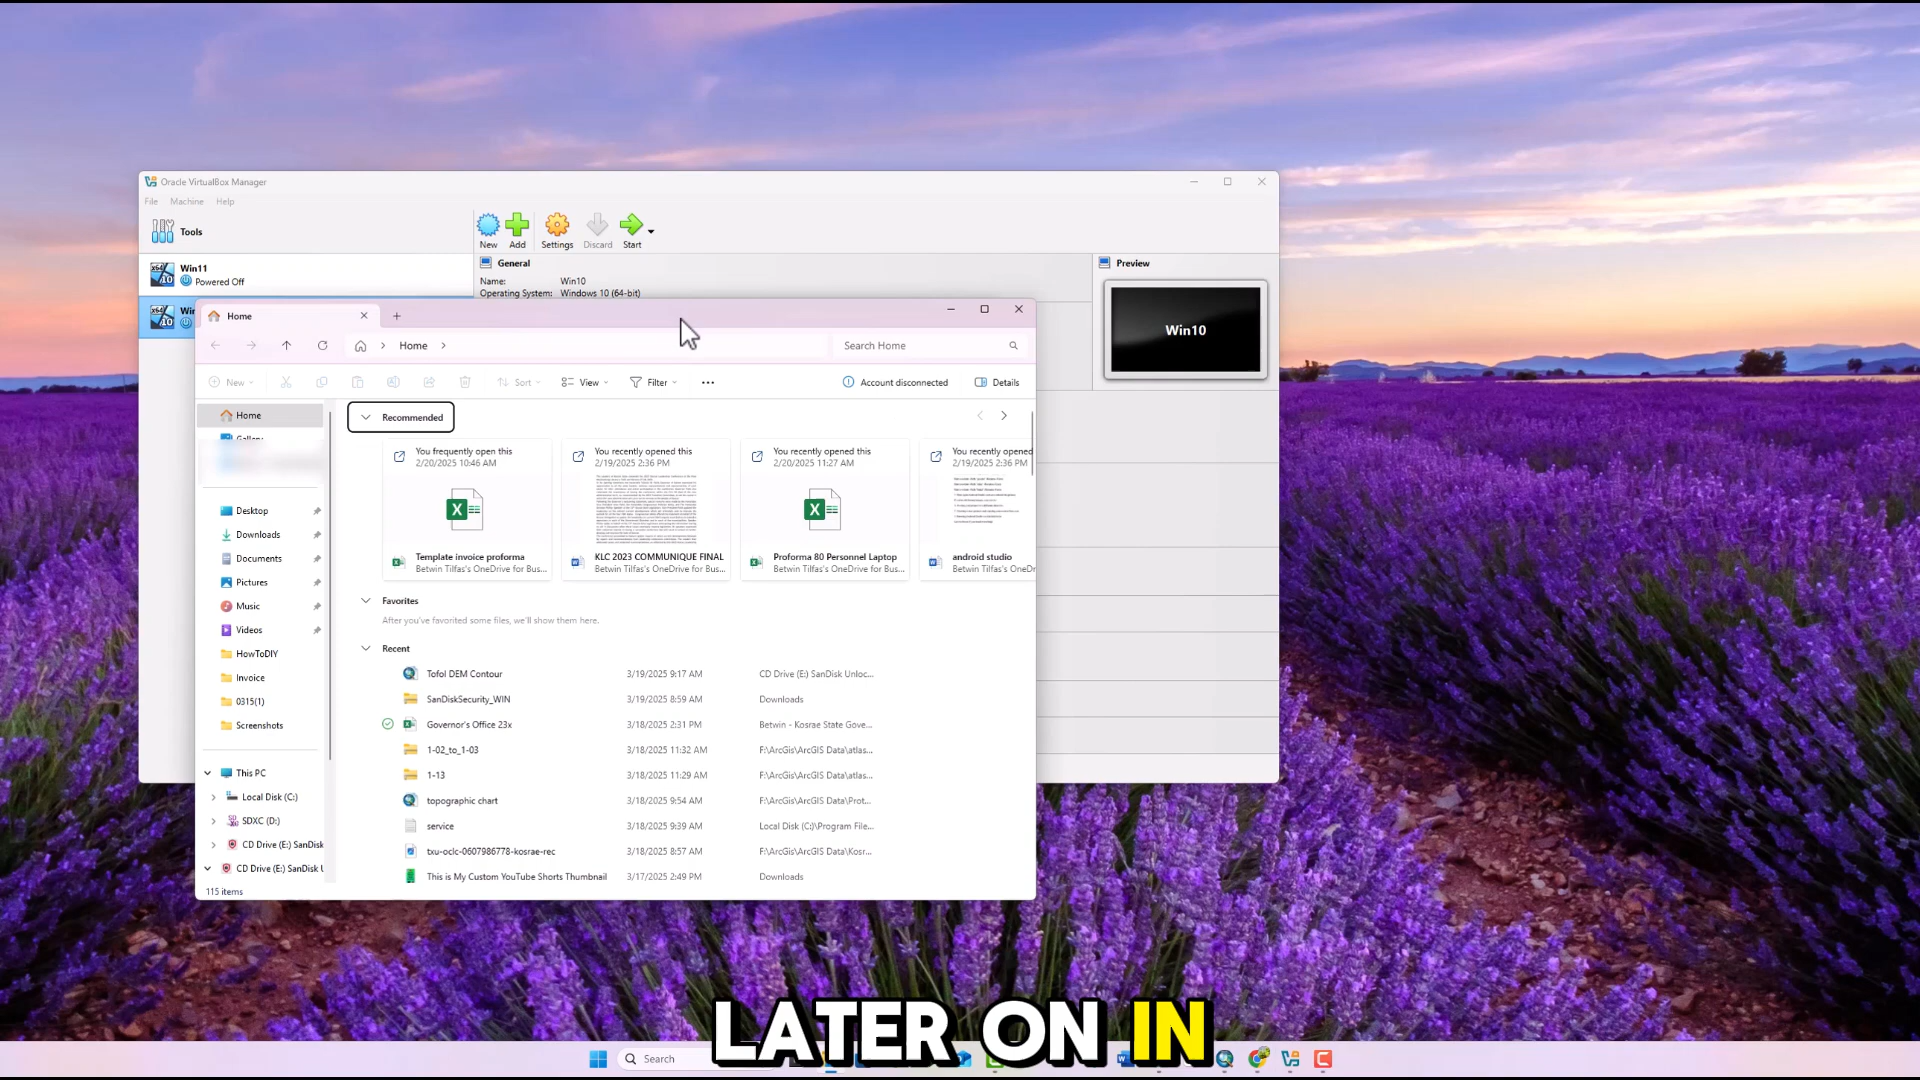 Oracle VirtualBox Manager
File Machine Help
Tools
New Add Settings Discard Start
Win11
Powered Off
General
Name: Win10
Operating System: Windows 10 (64-bit)
Preview
Win10
Home
Home
Search Home
New
Sort
View
Filter
Account disconnected
Details
Home
Gallery
Desktop
Downloads
Documents
Pictures
Music
Videos
HowToDIY
Invoice
0315(1)
Screenshots
This PC
Local Disk (C:)
SDXC (D:)
CD Drive (E:) SanDisk
CD Drive (E:) SanDisk U
115 items
Recommended
You frequently open this
2/20/2025 10:46 AM
Template invoice proforma
Betwin Tilfas's OneDrive for Bus...
You recently opened this
2/19/2025 2:36 PM
KLC 2023 COMMUNIQUE FINAL
Betwin Tilfas's OneDrive for Bus...
You recently opened this
2/20/2025 11:27 AM
Proforma 80 Personnel Laptop
Betwin Tilfas's OneDrive for Bus...
You recently opened
2/19/2025 2:36 PM
android studio
Betwin Tilfas's OneDr
Favorites
After you've favorited some files, we'll show them here.
Recent
Tofol DEM Contour 3/19/2025 9:17 AM CD Drive (E:) SanDisk Unloc...
SanDiskSecurity_WIN 3/19/2025 8:59 AM Downloads
Governor's Office 23x 3/18/2025 2:31 PM Betwin - Kosrae State Gove...
1-02_to_1-03 3/18/2025 11:32 AM F:\ArcGis\ArcGIS Data\atlas...
1-13 3/18/2025 11:29 AM F:\ArcGis\ArcGIS Data\atlas...
topographic chart 3/18/2025 9:54 AM F:\ArcGis\ArcGIS Data\Prot...
service 3/18/2025 9:39 AM Local Disk (C:)\Program File...
txu-oclc-0607986778-kosrae-rec 3/18/2025 8:57 AM F:\ArcGis\ArcGIS Data\Kosr...
This is My Custom YouTube Shorts Thumbnail 3/17/2025 2:49 PM Downloads
LATER ON IN
Search